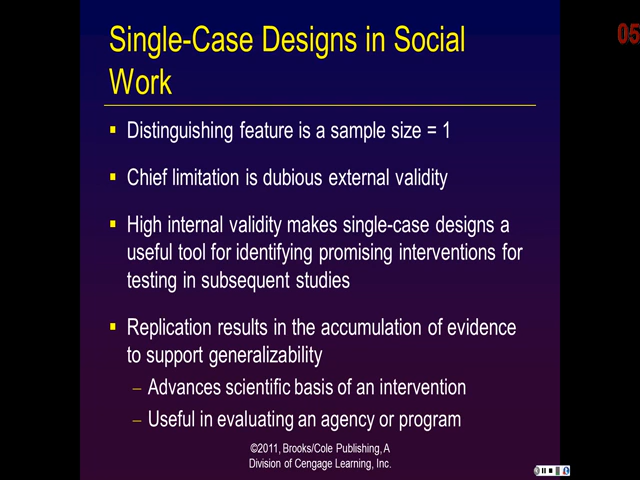 Single-Case Designs in Social
Work
▪ Distinguishing feature is a sample size = 1
▪ Chief limitation is dubious external validity
▪ High internal validity makes single-case designs a
useful tool for identifying promising interventions for
testing in subsequent studies
▪ Replication results in the accumulation of evidence
to support generalizability
– Advances scientific basis of an intervention
– Useful in evaluating an agency or program
©2011, Brooks/Cole Publishing, A
Division of Cengage Learning, Inc.
05